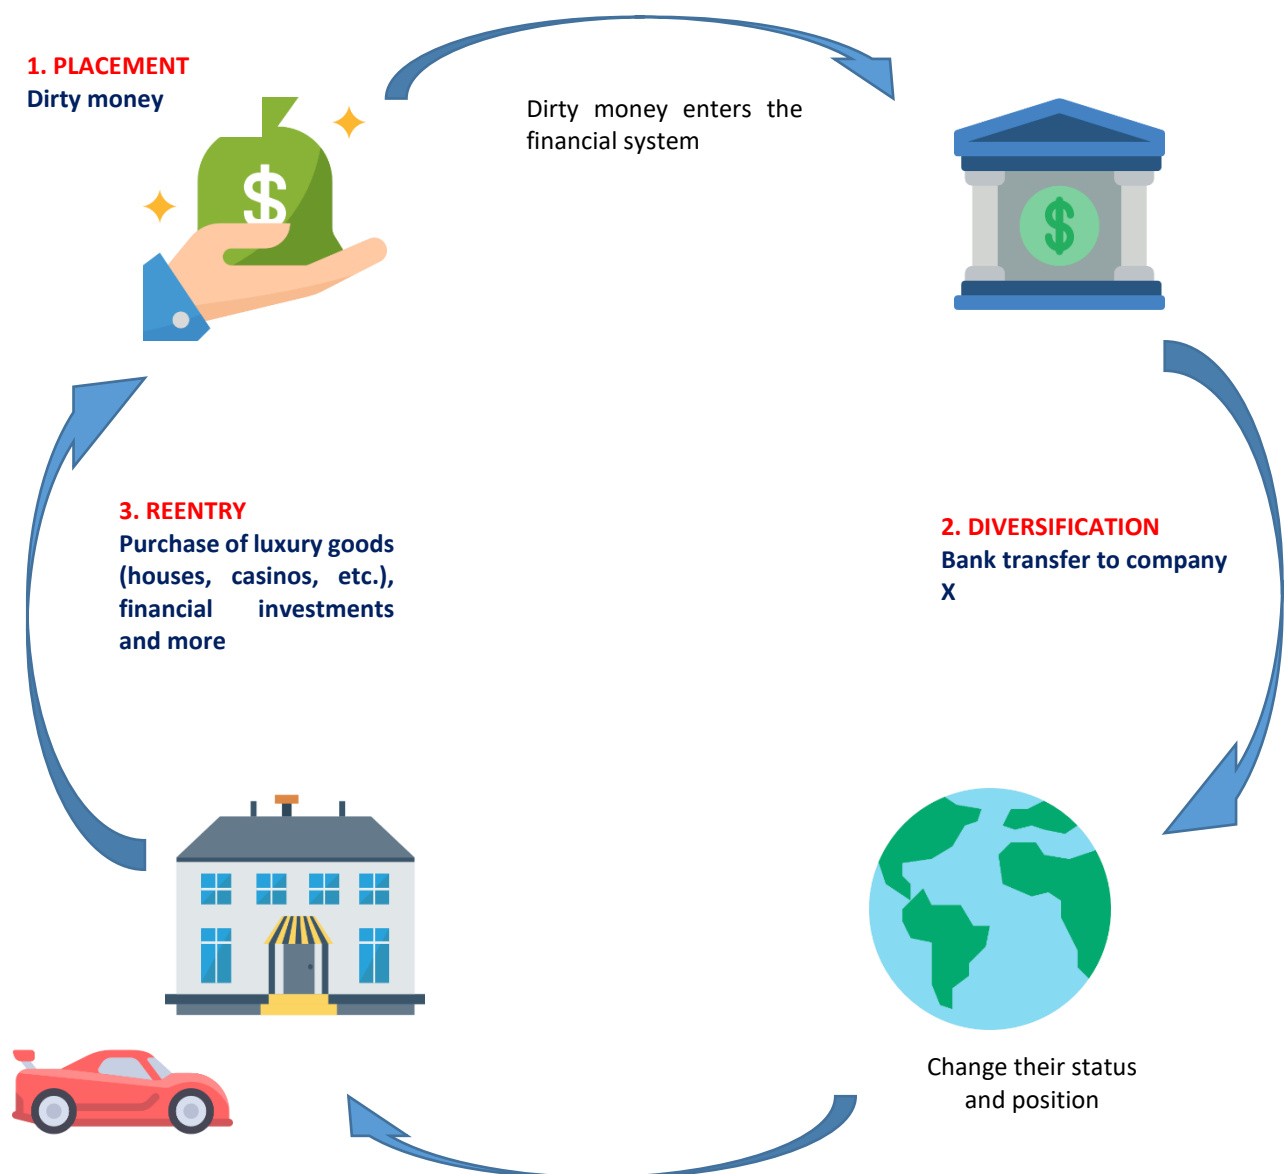 1. PLACEMENT
Dirty money
Dirty money enters the
financial system
$
$
3. REENTRY
Purchase of luxury goods
(houses, casinos, etc.),
financial investments
and more
2. DIVERSIFICATION
Bank transfer to company
X
Change their status
and position